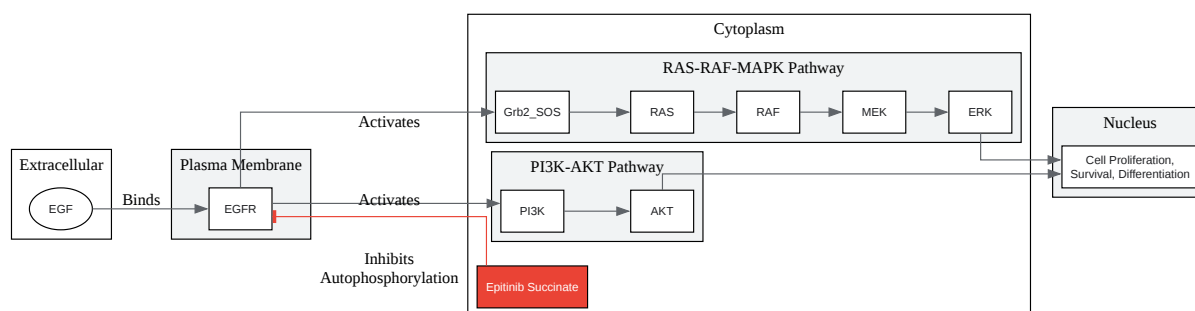 Cytoplasm
RAS-RAF-MAPK Pathway
Grb2_SOS
RAS
RAF
MEK
ERK
Activates
Nucleus
Cell Proliferation,
Survival, Differentiation
Extracellular
EGF
Binds
Plasma Membrane
EGFR
Activates
PI3K-AKT Pathway
PI3K
AKT
Inhibits
Autophosphorylation
Epitinib Succinate